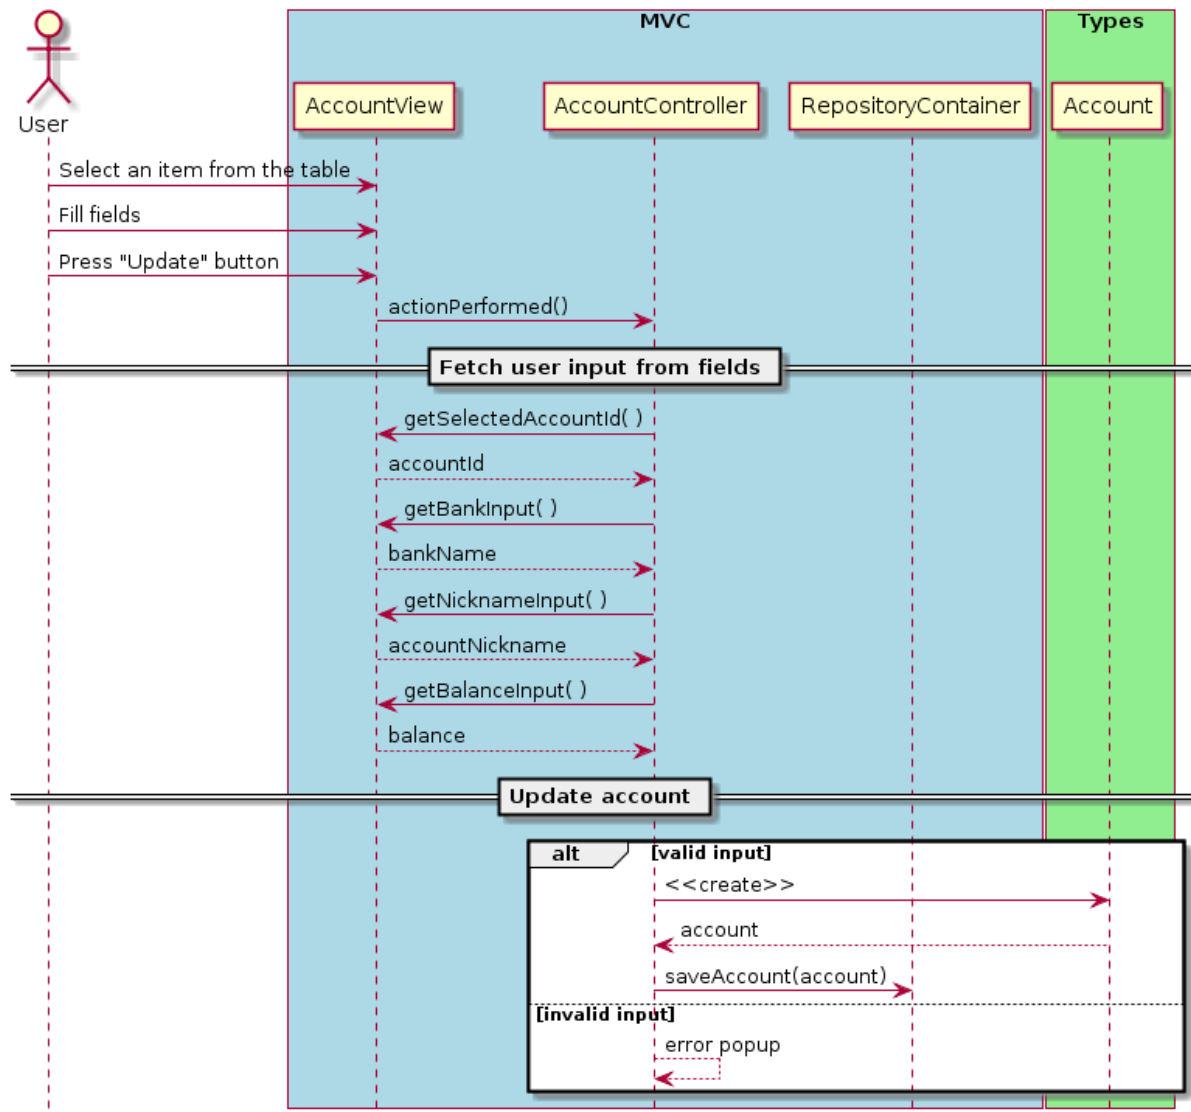 MVC
Types
User
AccountView
AccountController
RepositoryContainer
Account
Select an item from the table
Fill fields
Press "Update" button
actionPerformed()
Fetch user input from fields
getSelectedAccountId( )
accountId
getBankInput( )
bankName
getNicknameInput( )
accountNickname
getBalanceInput( )
balance
Update account
alt
[valid input]
<<create>>
account
saveAccount(account)
[invalid input]
error popup